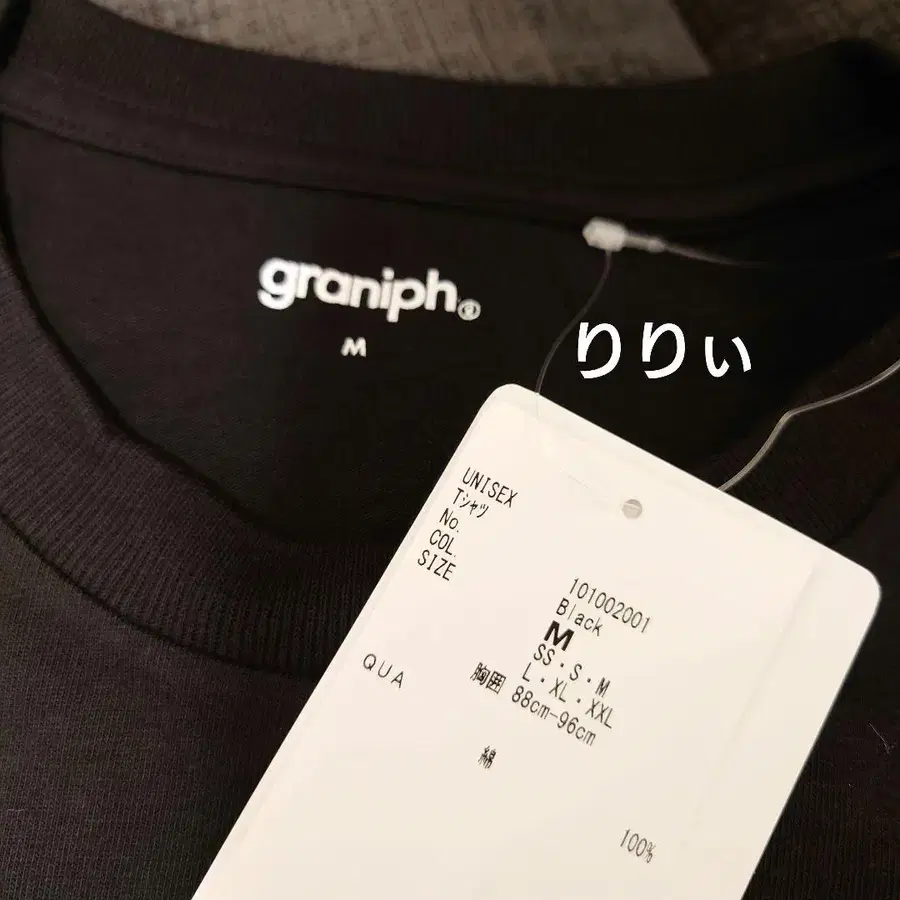 graniph®
M
りりぃ
UNISEX
Tシャツ
No. 101002001
COL. Black
SIZE M
SS・S・M
L・XL・XXL
胸囲 88cm-96cm
QUA
綿 100%